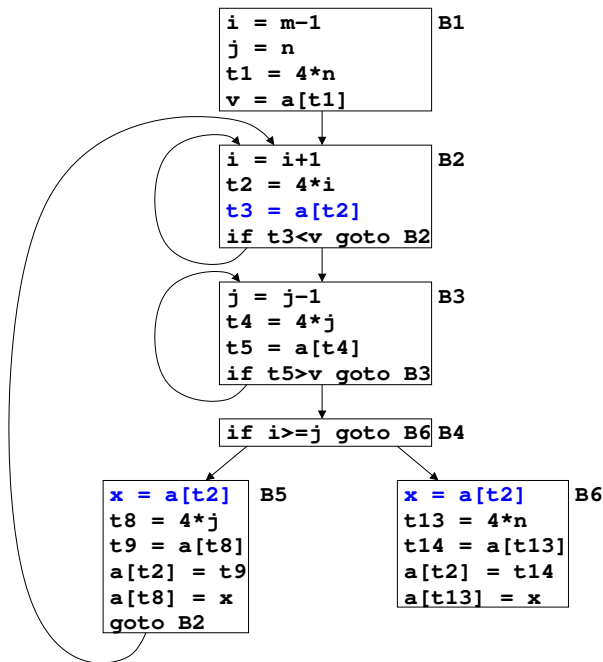 i = m−1 B1
j = n
t1 = 4*n
v = a[t1]
i = i+1 B2
t2 = 4*i
t3 = a[t2]
if t3<v goto B2
j = j−1 B3
t4 = 4*j
t5 = a[t4]
if t5>v goto B3
if i>=j goto B6 B4
x = a[t2] B5
t8 = 4*j
t9 = a[t8]
a[t2] = t9
a[t8] = x
goto B2
x = a[t2] B6
t13 = 4*n
t14 = a[t13]
a[t2] = t14
a[t13] = x